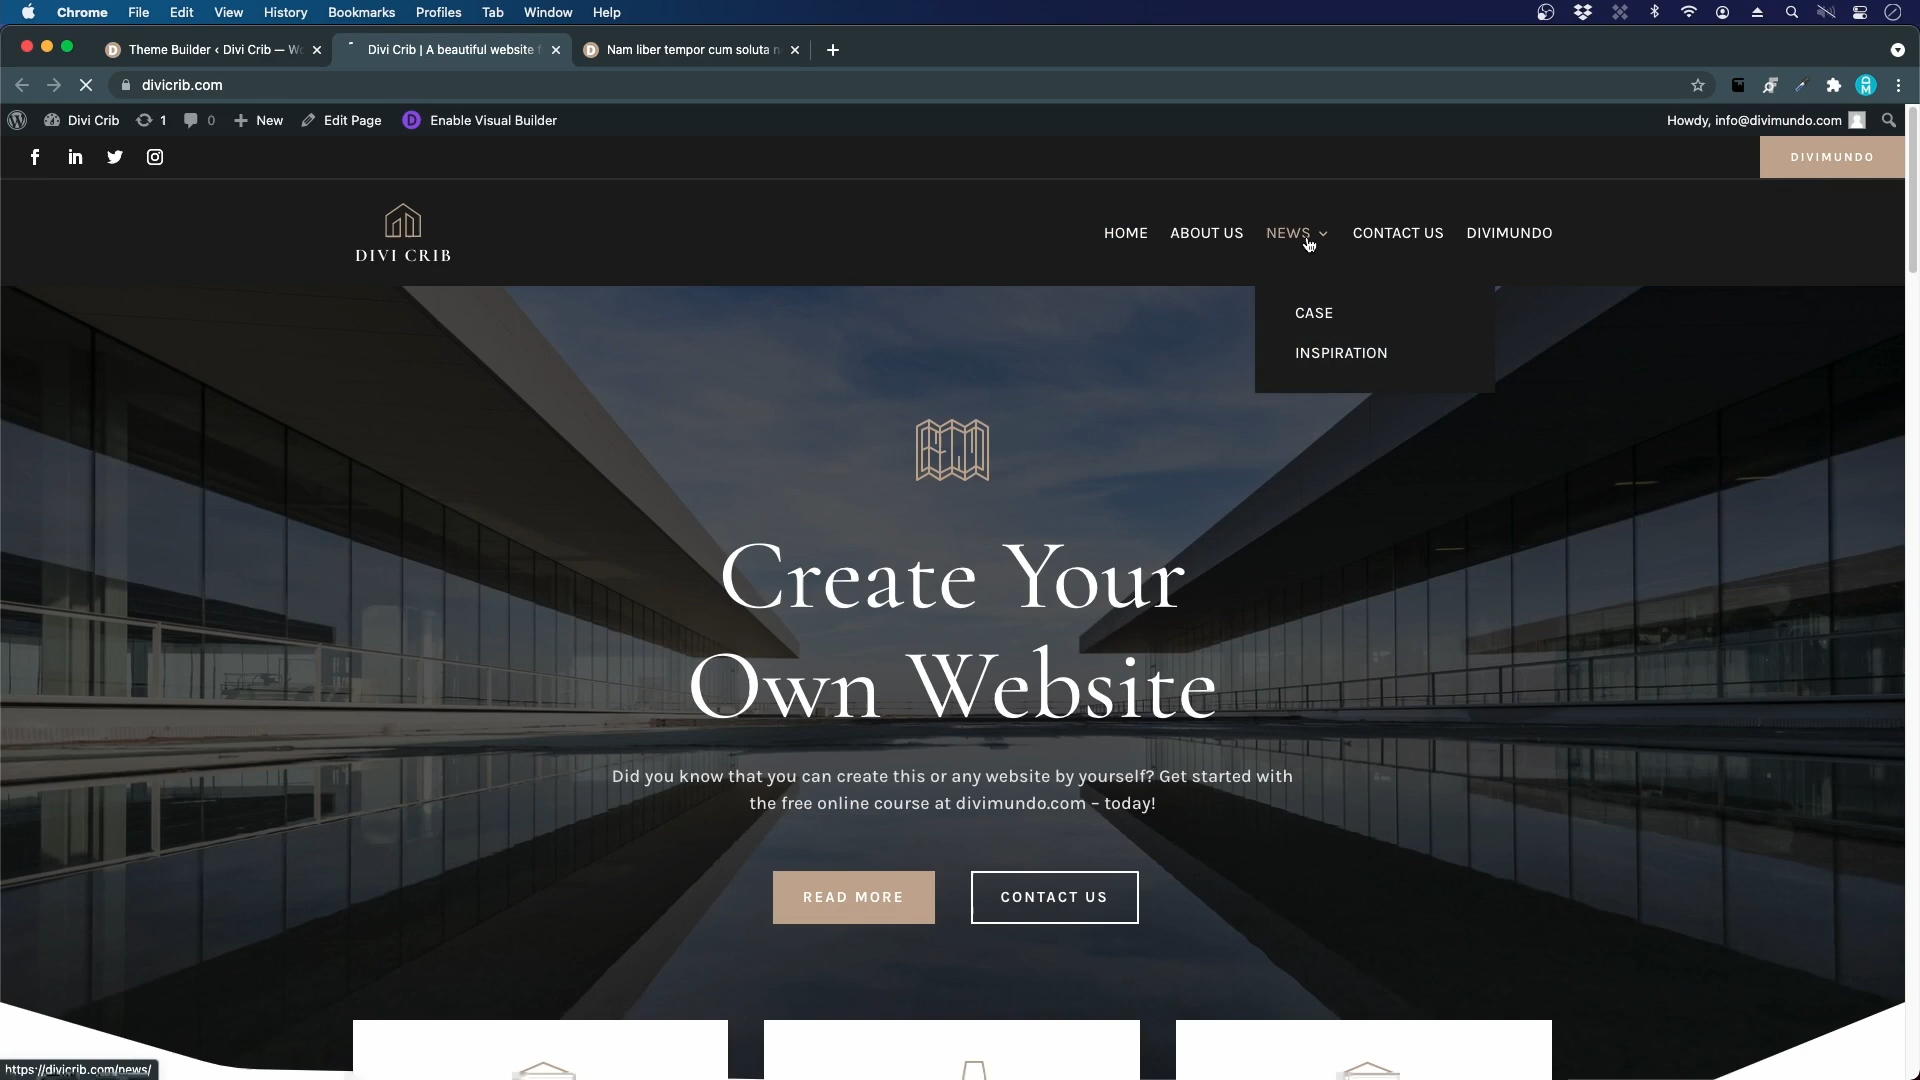 Chrome File Edit View History Bookmarks Profiles Tab Window Help
Theme Builder ‹ Divi Crib — Wo
Divi Crib | A beautiful website f
Nam liber tempor cum soluta n
divicrib.com
Divi Crib 1 0 New Edit Page Enable Visual Builder
Howdy, info@divimundo.com
DIVIMUNDO
DIVI CRIB
HOME ABOUT US NEWS CONTACT US DIVIMUNDO
CASE
INSPIRATION
Create Your
Own Website
Did you know that you can create this or any website by yourself? Get started with
the free online course at divimundo.com – today!
READ MORE CONTACT US
https://divicrib.com/news/